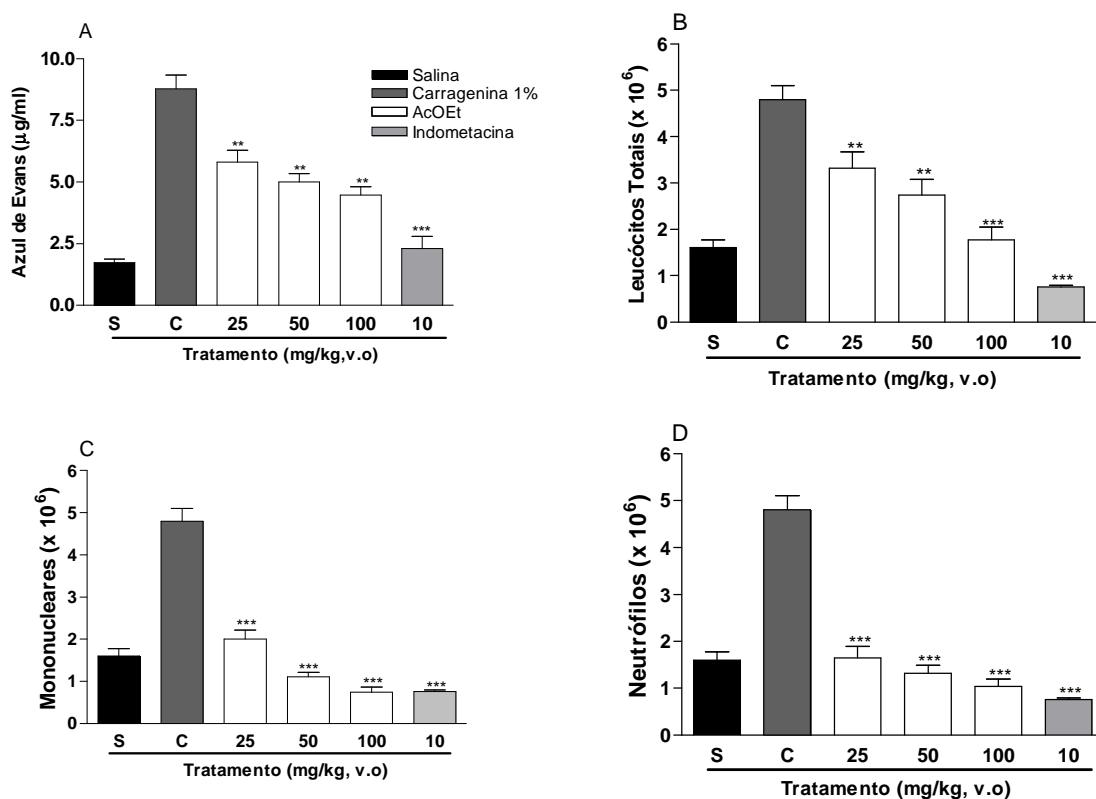 A
Azul de Evans (μg/ml)
10.0
7.5
5.0
2.5
0.0
Salina
Carragenina 1%
AcOEt
Indometacina
**
**
**
***
S C 25 50 100 10
Tratamento (mg/kg,v.o)
B
Leucócitos Totais (x 10⁶)
6
5
4
3
2
1
0
**
**
***
***
S C 25 50 100 10
Tratamento (mg/kg, v.o)
C
Mononucleares (x 10⁶)
6
5
4
3
2
1
0
***
***
***
***
S C 25 50 100 10
Tratamento (mg/kg, v.o)
D
Neutrófilos (x 10⁶)
6
5
4
3
2
1
0
***
***
***
***
S C 25 50 100 10
Tratamento (mg/kg, v.o)